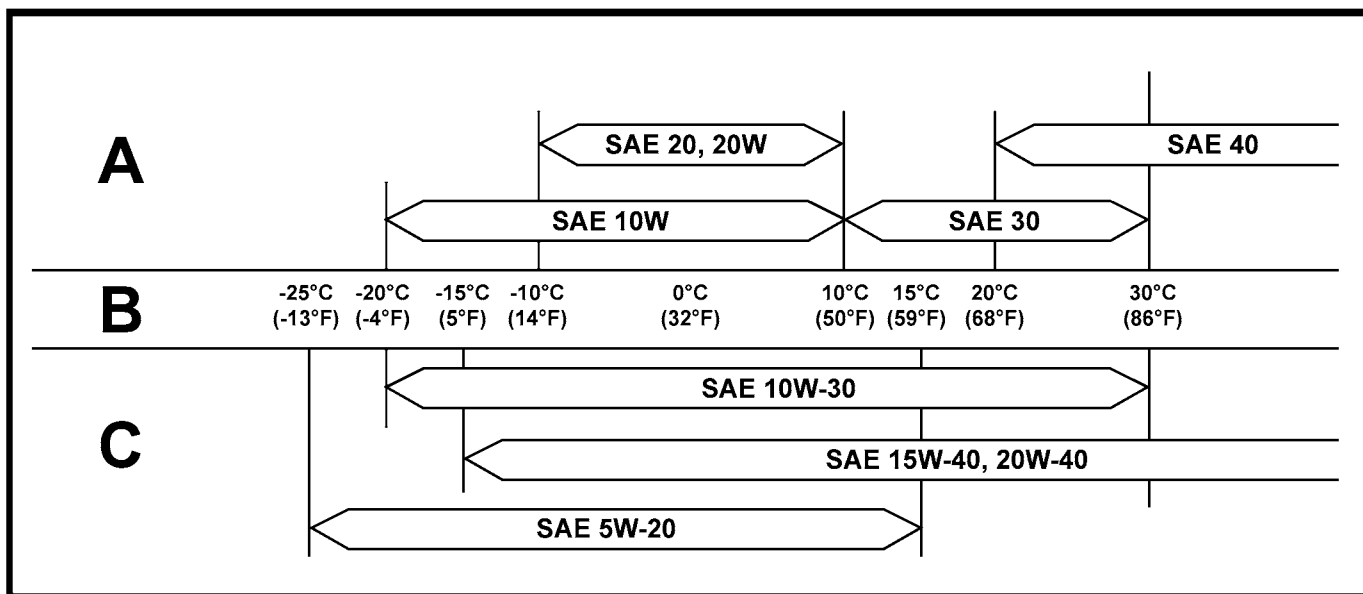 A
SAE 20, 20W
SAE 40
SAE 10W
SAE 30
B
-25°C -20°C -15°C -10°C 0°C 10°C 15°C 20°C 30°C
(-13°F) (-4°F) (5°F) (14°F) (32°F) (50°F) (59°F) (68°F) (86°F)
C
SAE 10W-30
SAE 15W-40, 20W-40
SAE 5W-20